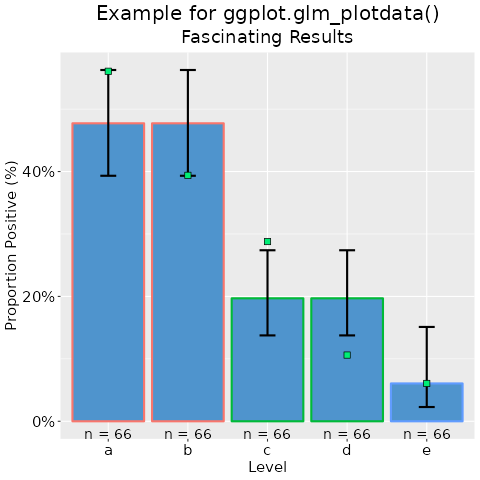 Example for ggplot.glm_plotdata()
Fascinating Results
Proportion Positive (%)
40%
20%
0%
n = 66 n = 66 n = 66 n = 66 n = 66
a b c d e
Level